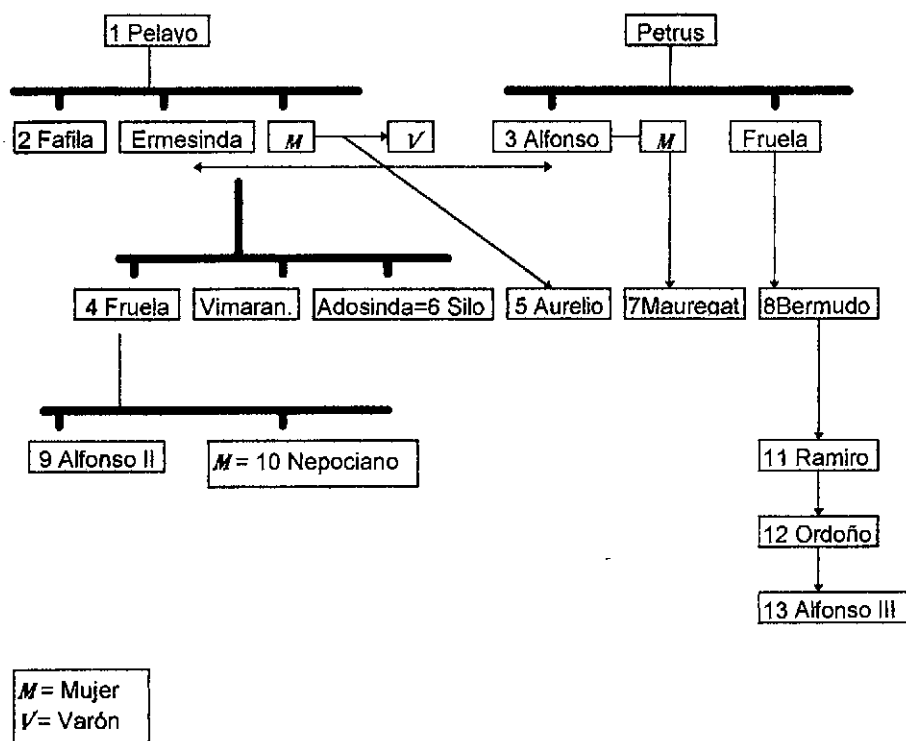 1 Pelayo
Petrus
2 Fafila
Ermesinda
M
V
3 Alfonso
M
Fruela
4 Fruela
Vimaran.
Adosinda=6 Silo
5 Aurelio
7Mauregat
8Bermudo
9 Alfonso II
M= 10 Nepociano
11 Ramiro
12 Ordoño
13 Alfonso III
M= Mujer
V= Varón